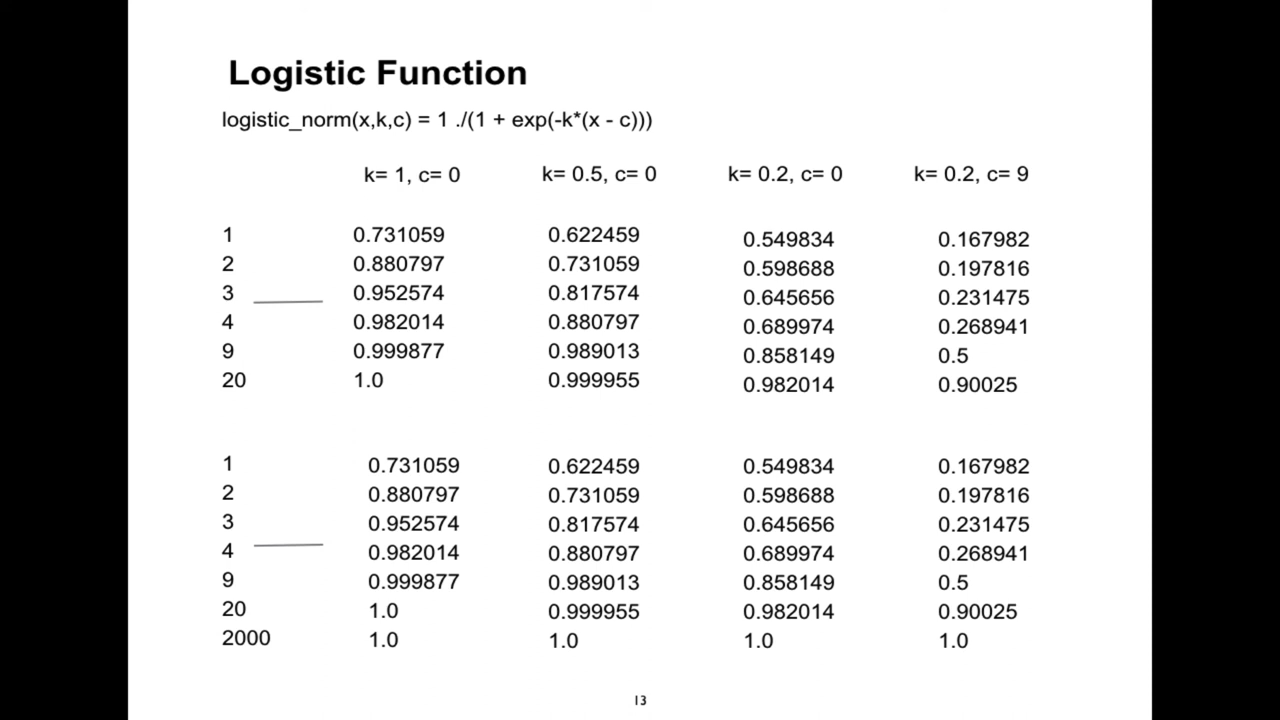 Logistic Function
logistic_norm(x,k,c) = 1 ./(1 + exp(-k*(x - c)))
k= 1, c= 0 k= 0.5, c= 0 k= 0.2, c= 0 k= 0.2, c= 9
1 0.731059 0.622459 0.549834 0.167982
2 0.880797 0.731059 0.598688 0.197816
3 0.952574 0.817574 0.645656 0.231475
4 0.982014 0.880797 0.689974 0.268941
9 0.999877 0.989013 0.858149 0.5
20 1.0 0.999955 0.982014 0.90025
1 0.731059 0.622459 0.549834 0.167982
2 0.880797 0.731059 0.598688 0.197816
3 0.952574 0.817574 0.645656 0.231475
4 0.982014 0.880797 0.689974 0.268941
9 0.999877 0.989013 0.858149 0.5
20 1.0 0.999955 0.982014 0.90025
2000 1.0 1.0 1.0 1.0
13